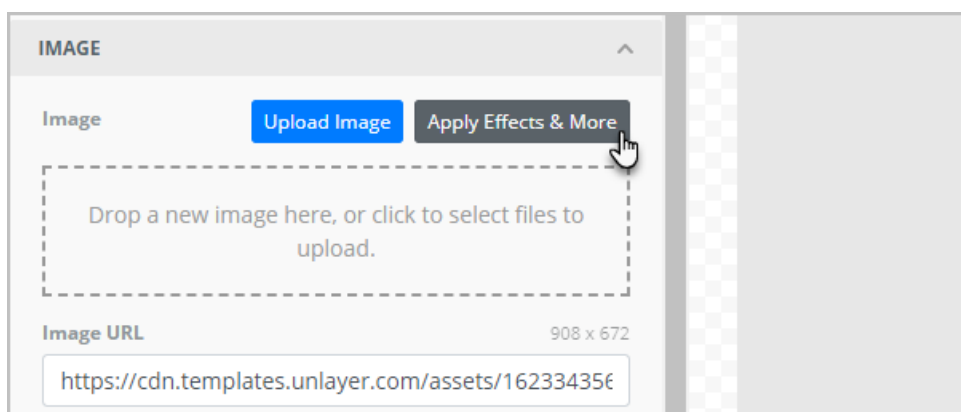 IMAGE
Image
Upload Image
Apply Effects & More
Drop a new image here, or click to select files to
upload.
Image URL
908 x 672
https://cdn.templates.unlayer.com/assets/162334356